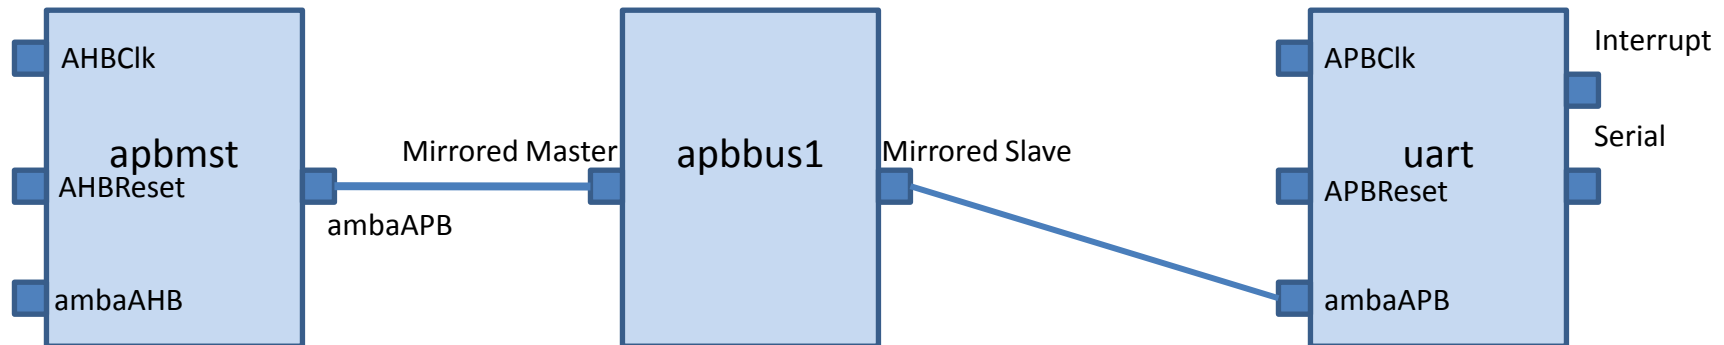 AHBClk
apbmst
AHBReset
ambaAHB
ambaAPB
Mirrored Master
apbbus1
Mirrored Slave
APBClk
uart
APBReset
ambaAPB
Interrupt
Serial